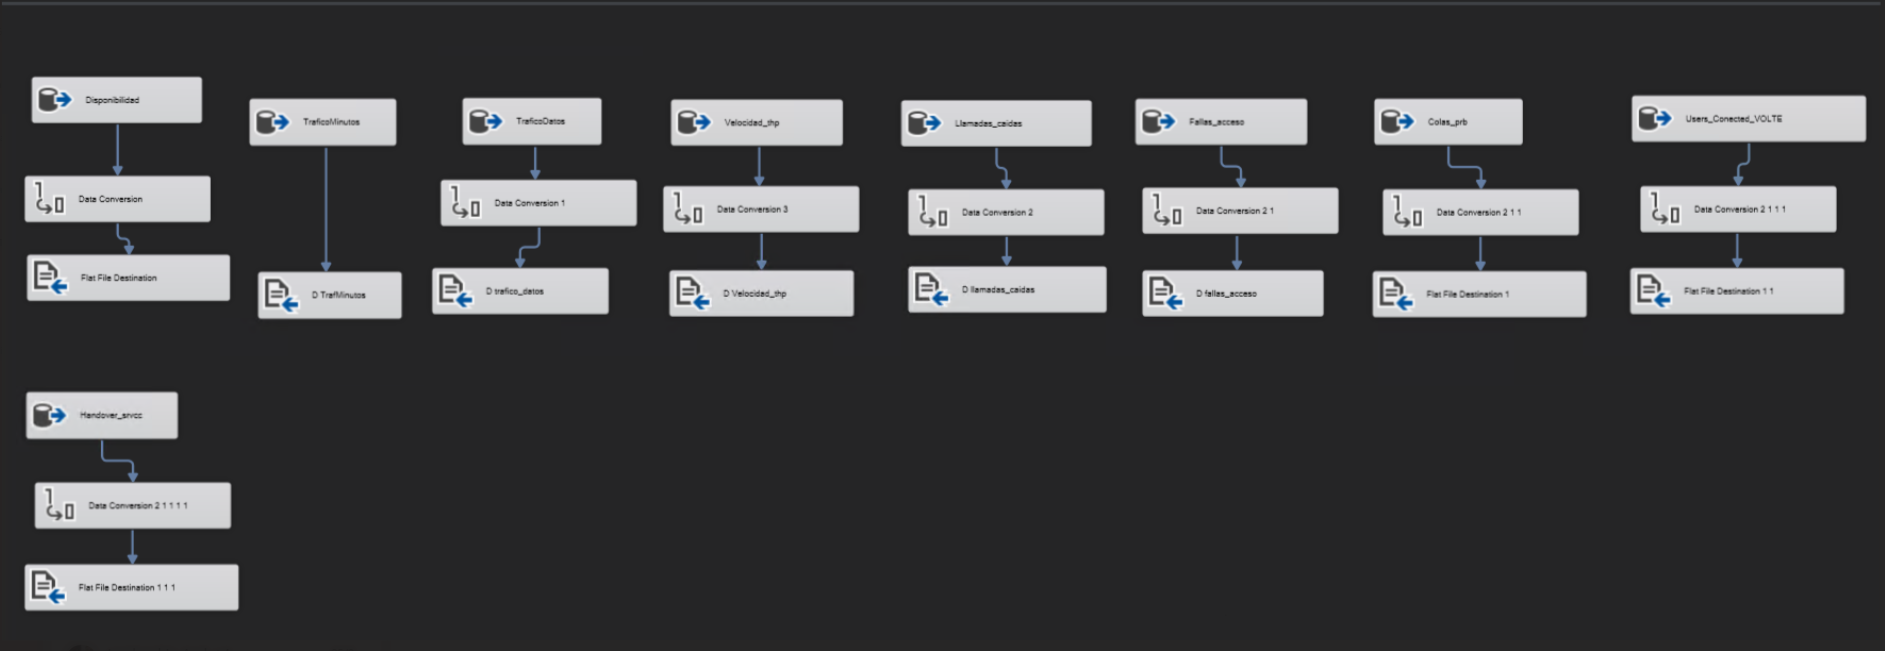 Disponibilidad
Data Conversion
Flat File Destination
TraficoMinutos
D TrafMinutos
TraficoDatos
Data Conversion 1
D trafico_datos
Velocidad_thp
Data Conversion 3
D Velocidad_thp
Llamadas_caidas
Data Conversion 2
D llamadas_caidas
Fallas_acceso
Data Conversion 2 1
D fallas_acceso
Colas_prb
Data Conversion 2 1 1
Flat File Destination 1
Users_Conected_VOLTE
Data Conversion 2 1 1 1
Flat File Destination 1 1
Handover_srvcc
Data Conversion 2 1 1 1 1
Flat File Destination 1 1 1